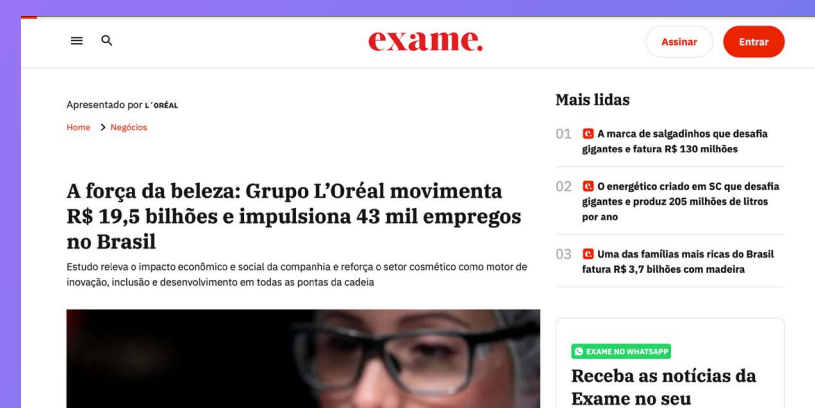 exame.
Assinar
Entrar
Apresentado por L´ORÉAL
Home > Negócios
A força da beleza: Grupo L’Oréal movimenta
R$ 19,5 bilhões e impulsiona 43 mil empregos
no Brasil
Estudo releva o impacto econômico e social da companhia e reforça o setor cosmético como motor de
inovação, inclusão e desenvolvimento em todas as pontas da cadeia
Mais lidas
01 e. A marca de salgadinhos que desafia
gigantes e fatura R$ 130 milhões
02 e. O energético criado em SC que desafia
gigantes e produz 205 milhões de litros
por ano
03 e. Uma das famílias mais ricas do Brasil
fatura R$ 3,7 bilhões com madeira
EXAME NO WHATSAPP
Receba as notícias da
Exame no seu